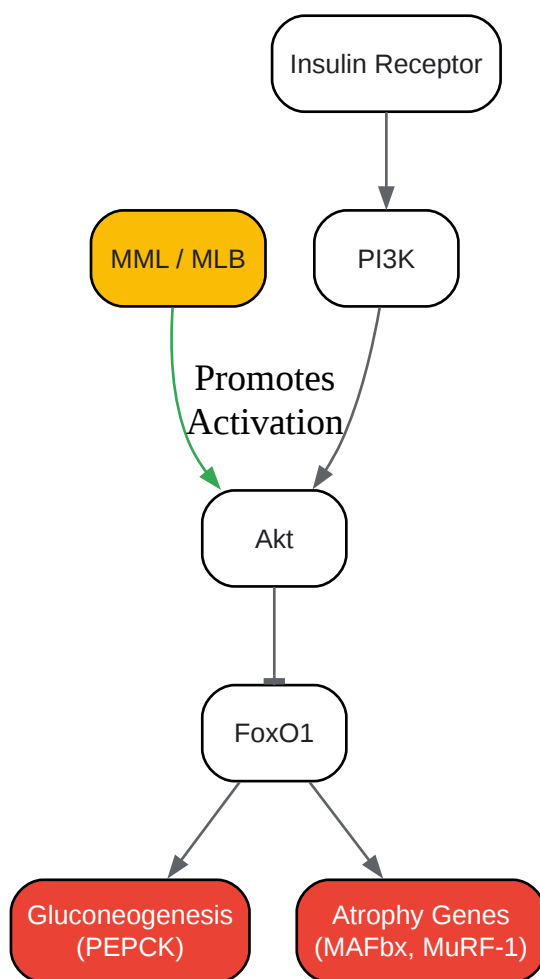 Insulin Receptor
MML / MLB
PI3K
Promotes
Activation
Akt
FoxO1
Gluconeogenesis
(PEPCK)
Atrophy Genes
(MAFbx, MuRF-1)